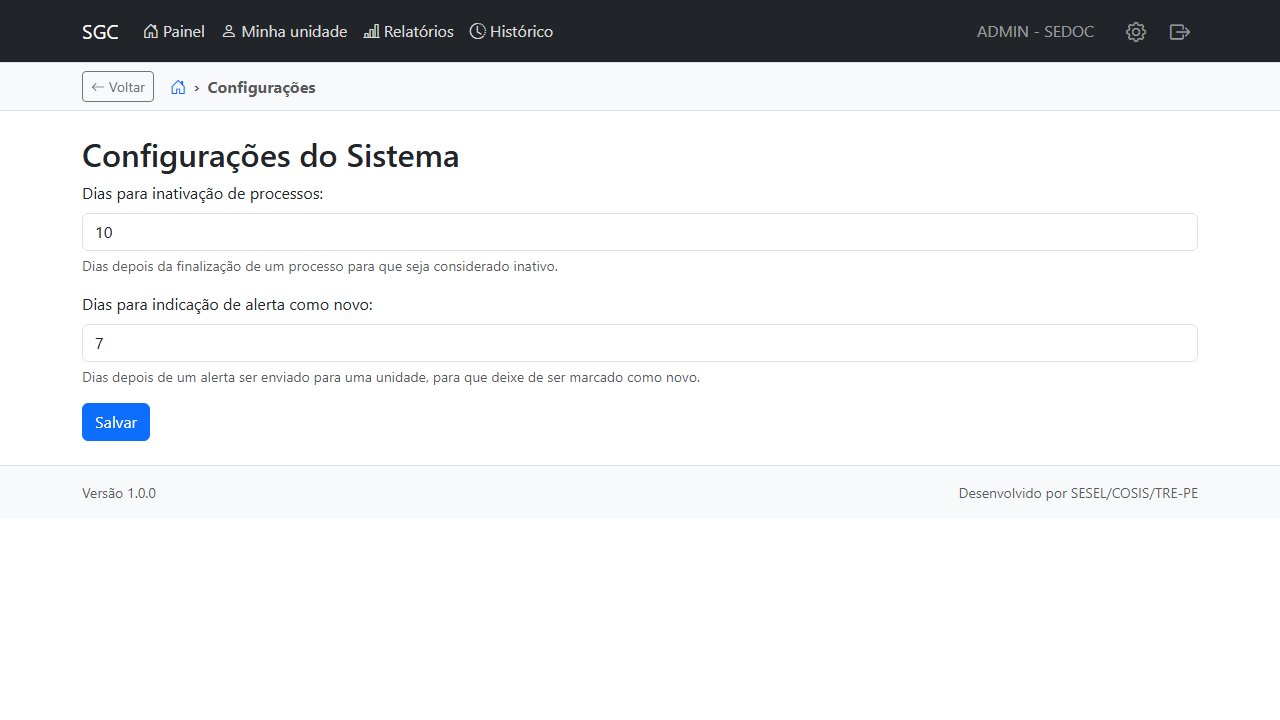 SGC Painel Minha unidade Relatórios Histórico ADMIN - SEDOC
Voltar › Configurações
Configurações do Sistema
Dias para inativação de processos:
10
Dias depois da finalização de um processo para que seja considerado inativo.
Dias para indicação de alerta como novo:
7
Dias depois de um alerta ser enviado para uma unidade, para que deixe de ser marcado como novo.
Salvar
Versão 1.0.0 Desenvolvido por SESEL/COSIS/TRE-PE